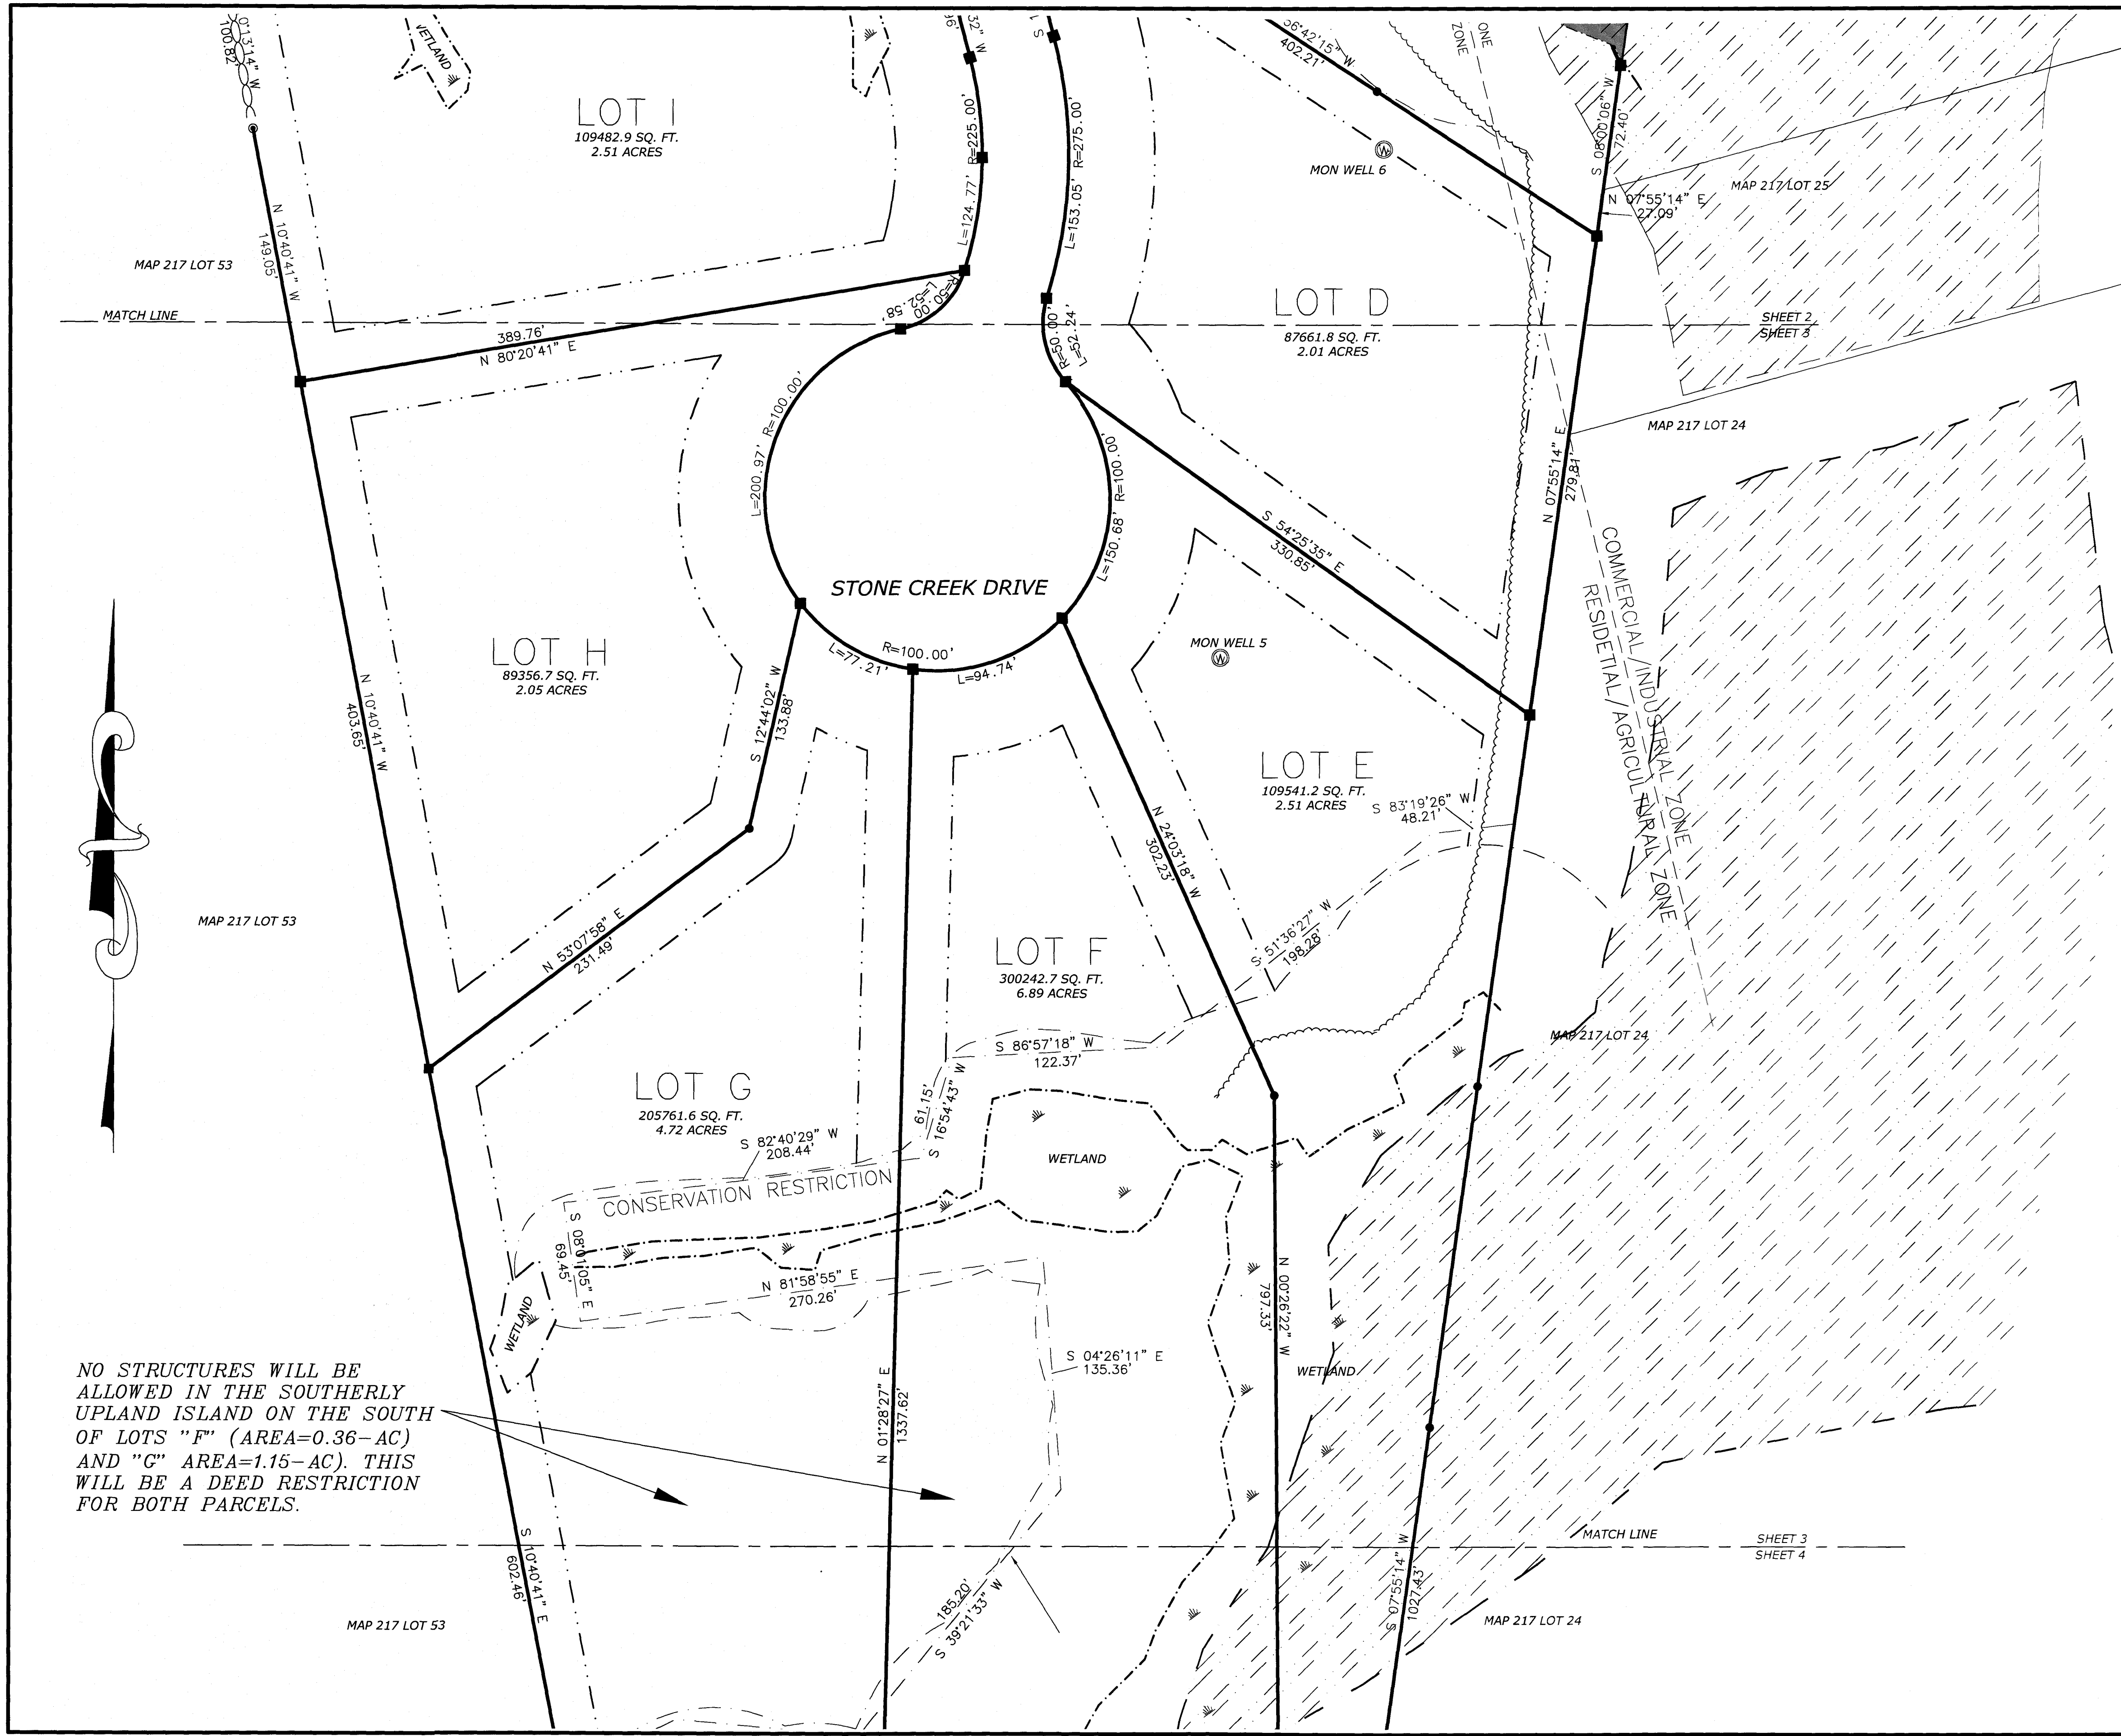 0°13'14" W
100.82'
WETLAND
LOT I
109482.9 SQ. FT.
2.51 ACRES
32" W
96'
S 1
L=124.77' R=225.00'
L=153.05' R=275.00'
56°42'15" W
402.21'
ONE
ZONE
MON WELL 6
S 08°00'06" W
72.40'
N 07°55'14" E
27.09'
MAP 217 LOT 25
N 10°40'41" W
149.05'
MAP 217 LOT 53
MATCH LINE
389.76'
N 80°20'41" E
R=50.00'
L=52.58'
R=50.00'
L=52.24'
LOT D
87661.8 SQ. FT.
2.01 ACRES
SHEET 2
SHEET 3
MAP 217 LOT 24
N 07°55'14" E
279.81'
L=200.97' R=100.00'
L=150.68' R=100.00'
S 54°25'35" E
330.85'
COMMERCIAL/INDUSTRIAL ZONE
RESIDETIAL/AGRICULTURAL ZONE
STONE CREEK DRIVE
LOT H
89356.7 SQ. FT.
2.05 ACRES
R=100.00'
L=77.21'
L=94.74'
MON WELL 5
N 10°40'41" W
403.65'
S 12°44'02" W
133.88'
LOT E
109541.2 SQ. FT.
2.51 ACRES
S 83°19'26" W
48.21'
N 24°03'18" W
302.23'
MAP 217 LOT 53
N 53°07'58" E
231.49'
LOT F
300242.7 SQ. FT.
6.89 ACRES
S 51°36'27" W
198.28'
S 86°57'18" W
122.37'
MAP 217 LOT 24
LOT G
205761.6 SQ. FT.
4.72 ACRES
61.15'
S 16°54'43" W
S 82°40'29" W
208.44'
WETLAND
CONSERVATION RESTRICTION
S 08°01'05" E
69.45'
N 81°58'55" E
270.26'
WETLAND
N 00°26'22" W
797.33'
S 04°26'11" E
135.36'
WETLAND
NO STRUCTURES WILL BE
ALLOWED IN THE SOUTHERLY
UPLAND ISLAND ON THE SOUTH
OF LOTS "F" (AREA=0.36-AC)
AND "G" AREA=1.15-AC). THIS
WILL BE A DEED RESTRICTION
FOR BOTH PARCELS.
N 01°28'27" E
1337.62'
S 10°40'41" E
602.46'
MATCH LINE
SHEET 3
SHEET 4
S 07°55'14" W
1027.43'
185.20'
S 39°21'33" W
MAP 217 LOT 53
MAP 217 LOT 24